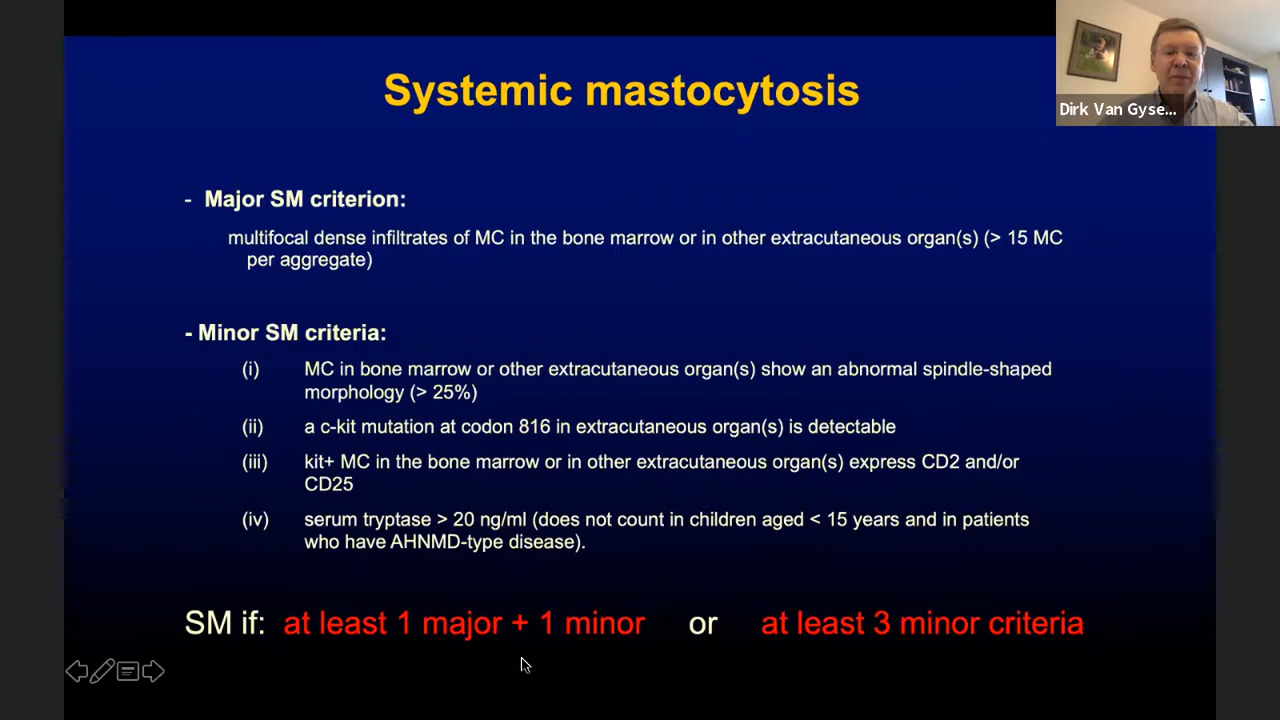 Systemic mastocytosis
Dirk Van Gyse...
- Major SM criterion:
multifocal dense infiltrates of MC in the bone marrow or in other extracutaneous organ(s) (> 15 MC
per aggregate)
- Minor SM criteria:
(i) MC in bone marrow or other extracutaneous organ(s) show an abnormal spindle-shaped
morphology (> 25%)
(ii) a c-kit mutation at codon 816 in extracutaneous organ(s) is detectable
(iii) kit+ MC in the bone marrow or in other extracutaneous organ(s) express CD2 and/or
CD25
(iv) serum tryptase > 20 ng/ml (does not count in children aged < 15 years and in patients
who have AHNMD-type disease).
SM if: at least 1 major + 1 minor or at least 3 minor criteria